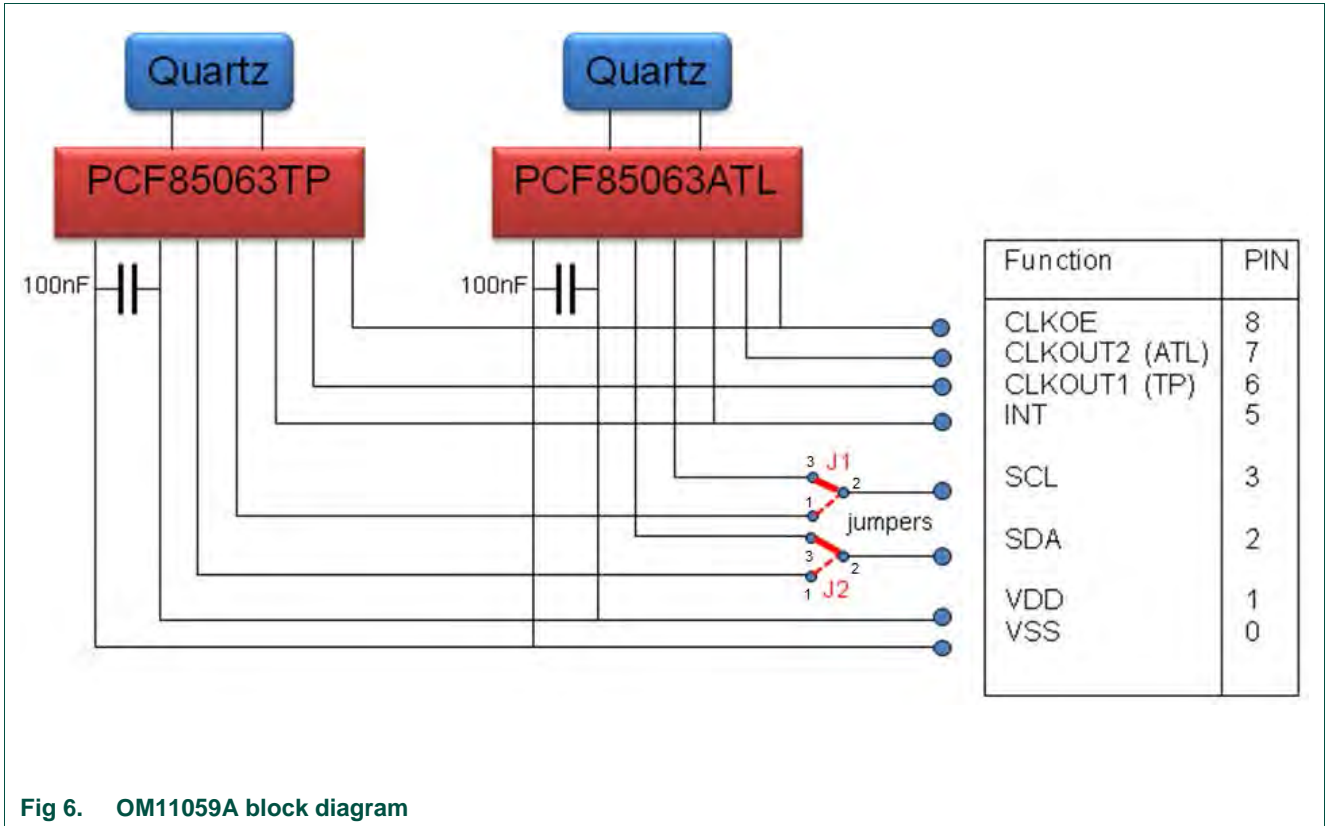 Quartz
Quartz
PCF85063TP
PCF85063ATL
100nF
100nF
Function PIN
CLKOE 8
CLKOUT2 (ATL) 7
CLKOUT1 (TP) 6
INT 5
3 J1
2
SCL 3
1
jumpers
SDA 2
3
2
1 J2
VDD 1
VSS 0
Fig 6. OM11059A block diagram